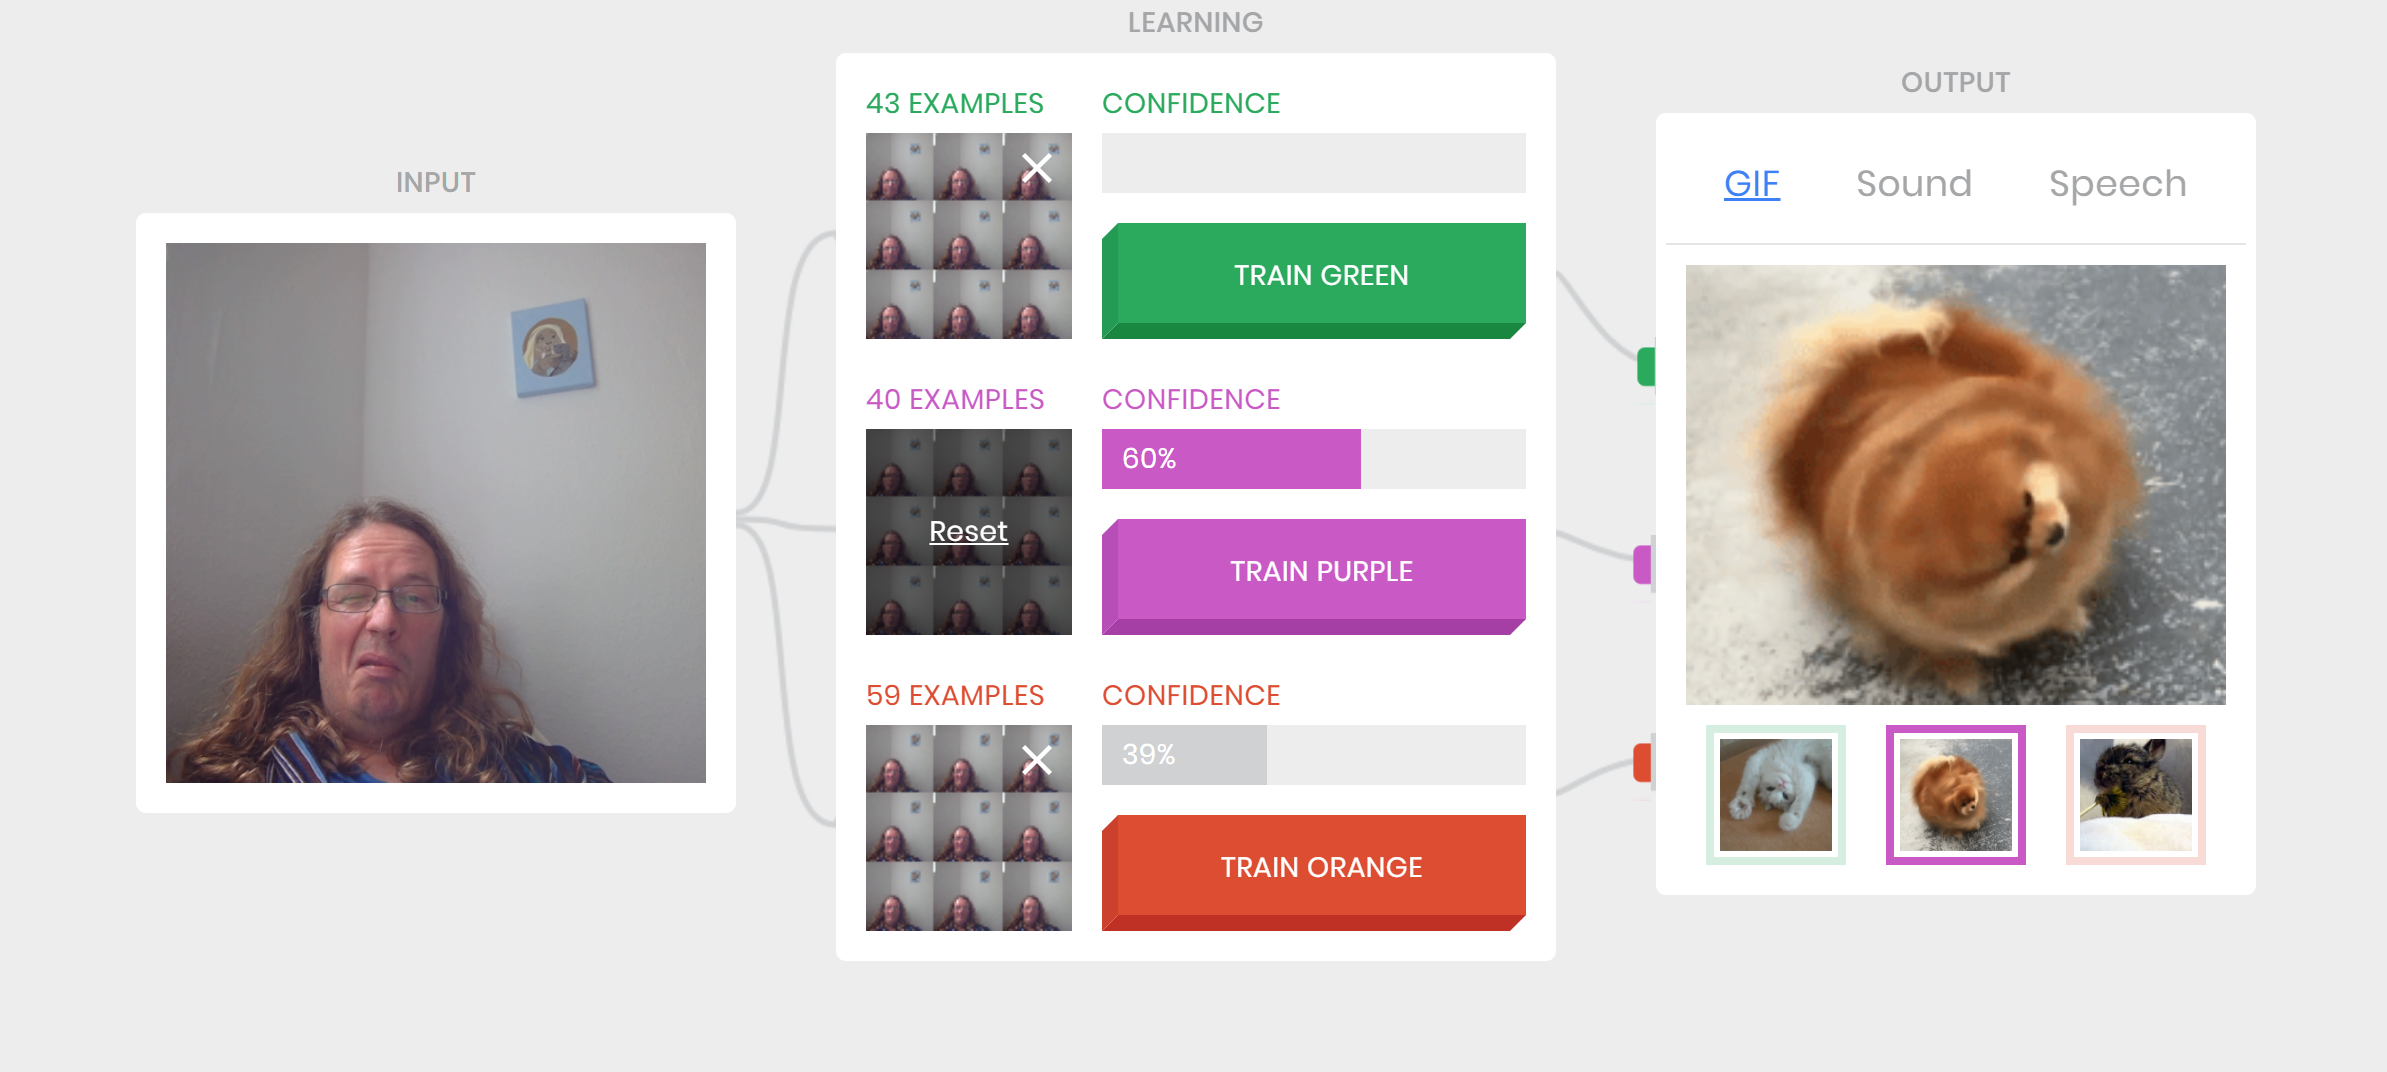 LEARNING
OUTPUT
INPUT
43 EXAMPLES
CONFIDENCE
TRAIN GREEN
40 EXAMPLES
CONFIDENCE
Reset
60%
TRAIN PURPLE
59 EXAMPLES
CONFIDENCE
39%
TRAIN ORANGE
GIF Sound Speech